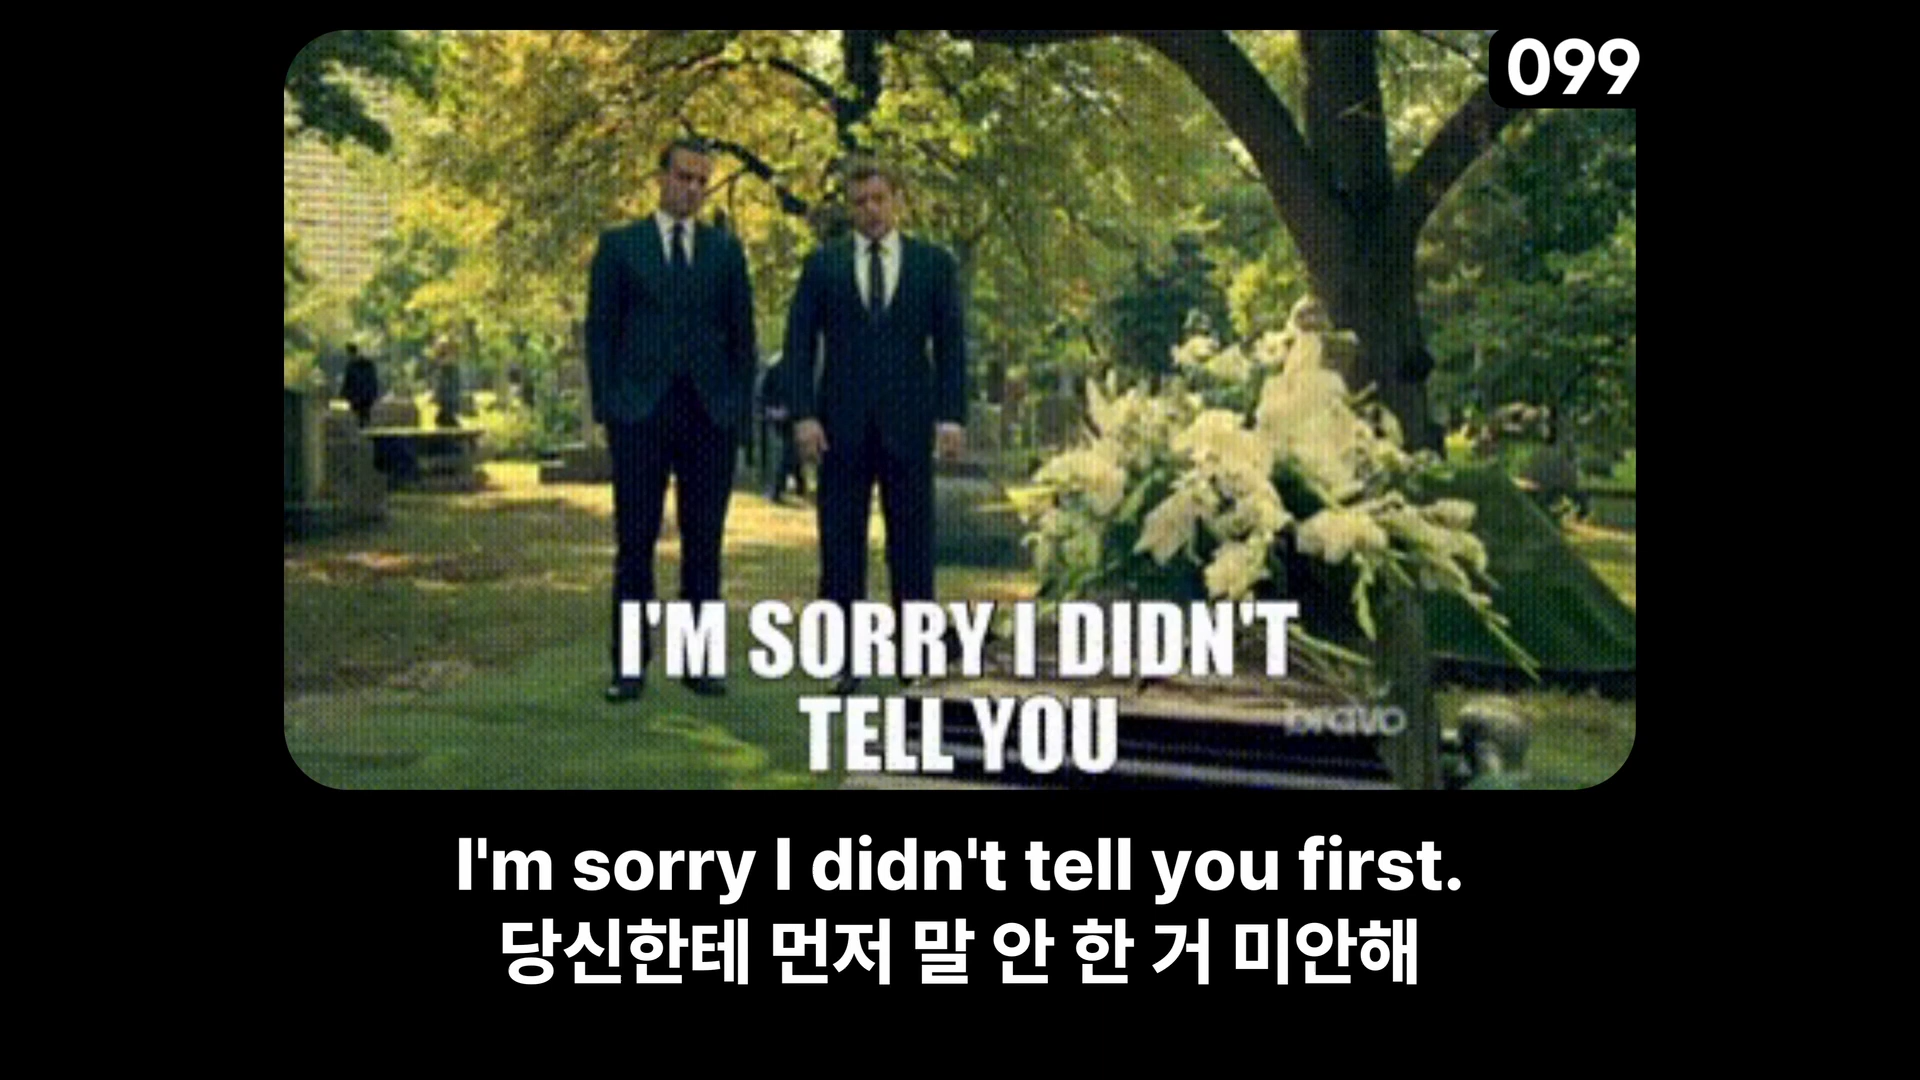 099
I'M SORRY I DIDN'T
TELL YOU
bravo
I'm sorry I didn't tell you first.
당신한테 먼저 말 안 한 거 미안해